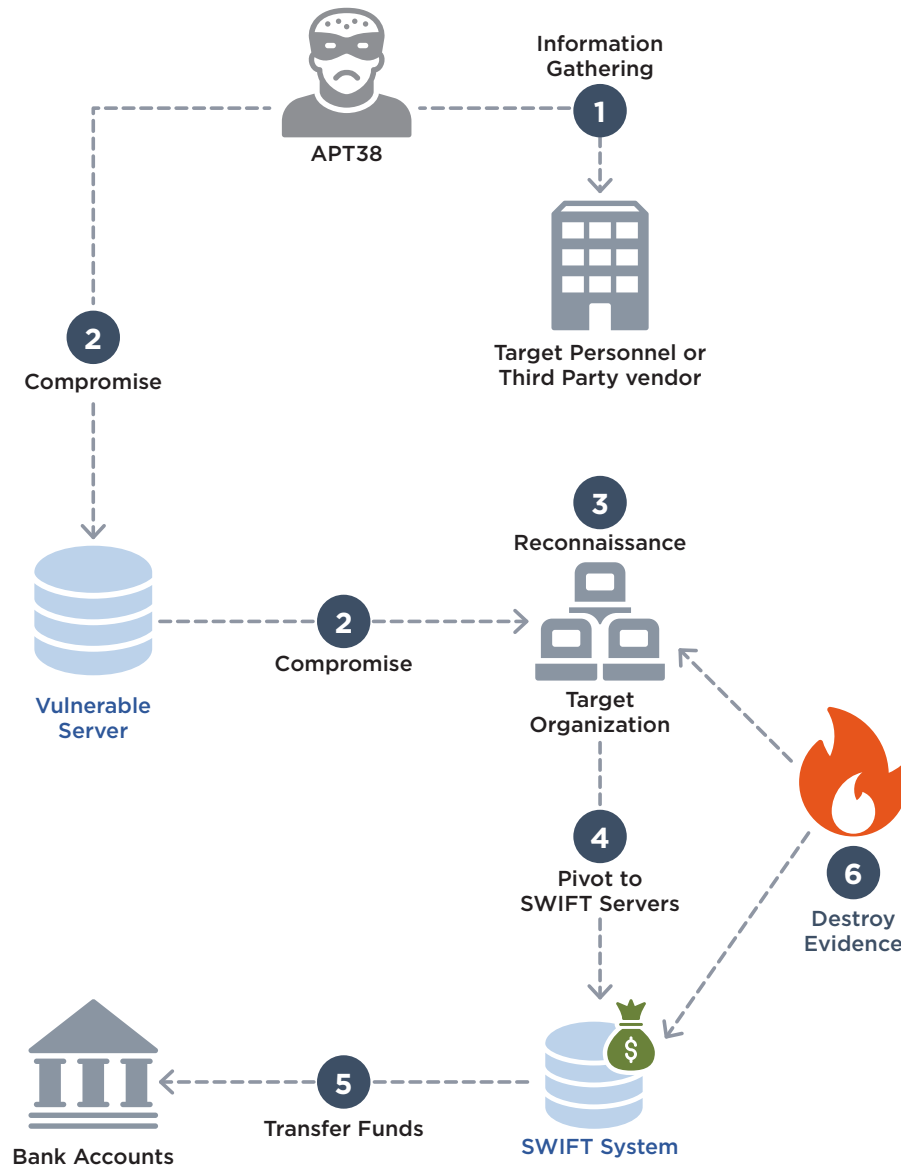 Information
Gathering
1
APT38
Target Personnel or
Third Party vendor
2
Compromise
Vulnerable
Server
2
Compromise
3
Reconnaissance
Target
Organization
4
Pivot to
SWIFT Servers
6
Destroy
Evidence
$
SWIFT System
5
Transfer Funds
Bank Accounts